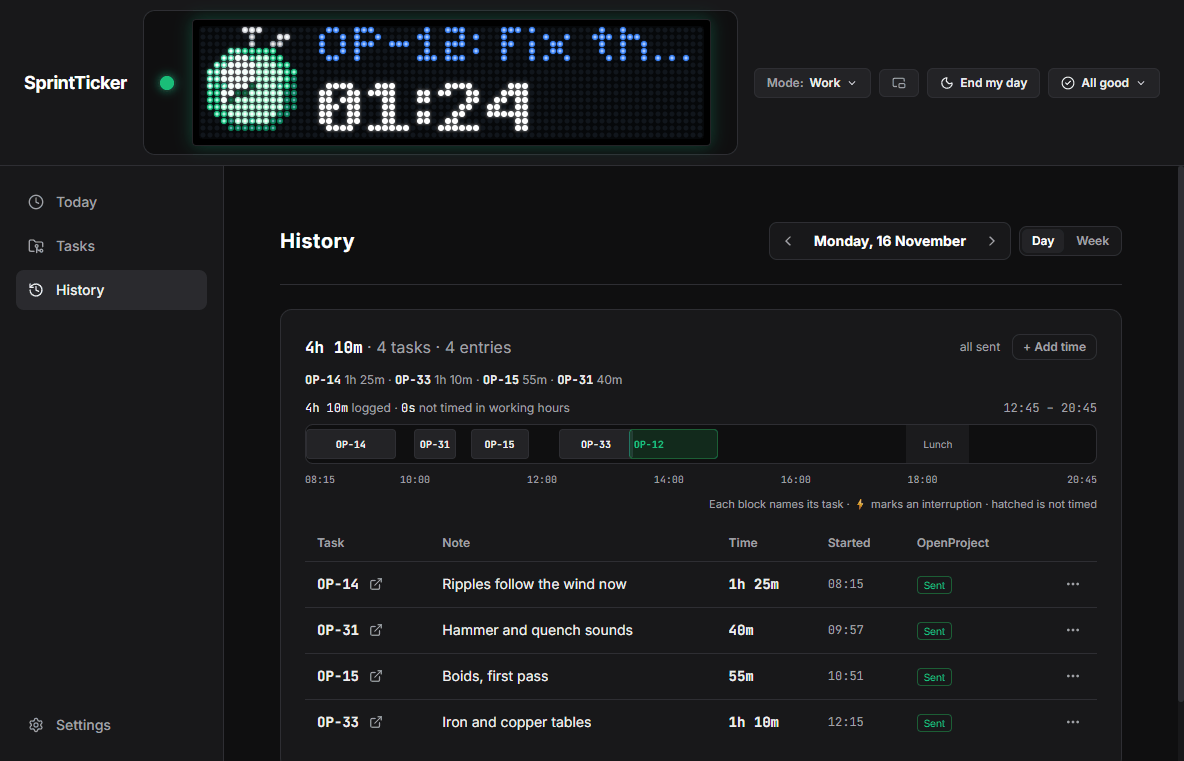 SprintTicker
OP-12: Fix th...
01:24
Mode: Work
End my day
All good
Today
Tasks
History
Settings
History
Monday, 16 November
Day
Week
4h 10m · 4 tasks · 4 entries
all sent
+ Add time
OP-14 1h 25m · OP-33 1h 10m · OP-15 55m · OP-31 40m
4h 10m logged · 0s not timed in working hours
12:45 – 20:45
OP-14
OP-31
OP-15
OP-33
OP-12
Lunch
08:15
10:00
12:00
14:00
16:00
18:00
20:45
Each block names its task · ⚡ marks an interruption · hatched is not timed
Task Note Time Started OpenProject
OP-14 Ripples follow the wind now 1h 25m 08:15 Sent ···
OP-31 Hammer and quench sounds 40m 09:57 Sent ···
OP-15 Boids, first pass 55m 10:51 Sent ···
OP-33 Iron and copper tables 1h 10m 12:15 Sent ···